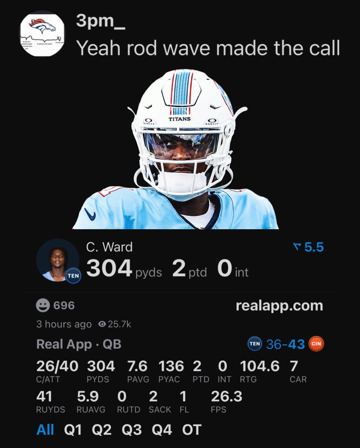 3pm_
Yeah rod wave made the call
TITANS
C. Ward
5.5
304 pyds 2 ptd 0 int
TEN
696
realapp.com
3 hours ago 25.7k
Real App · QB
TEN 36-43 CIN
26/40 304 7.6 136 2 0 104.6 7
C/ATT PYDS PAVG PYAC PTD INT RTG CAR
41 5.9 0 2 1 26.3
RUYDS RUAVG RUTD SACK FL FPS
All Q1 Q2 Q3 Q4 OT